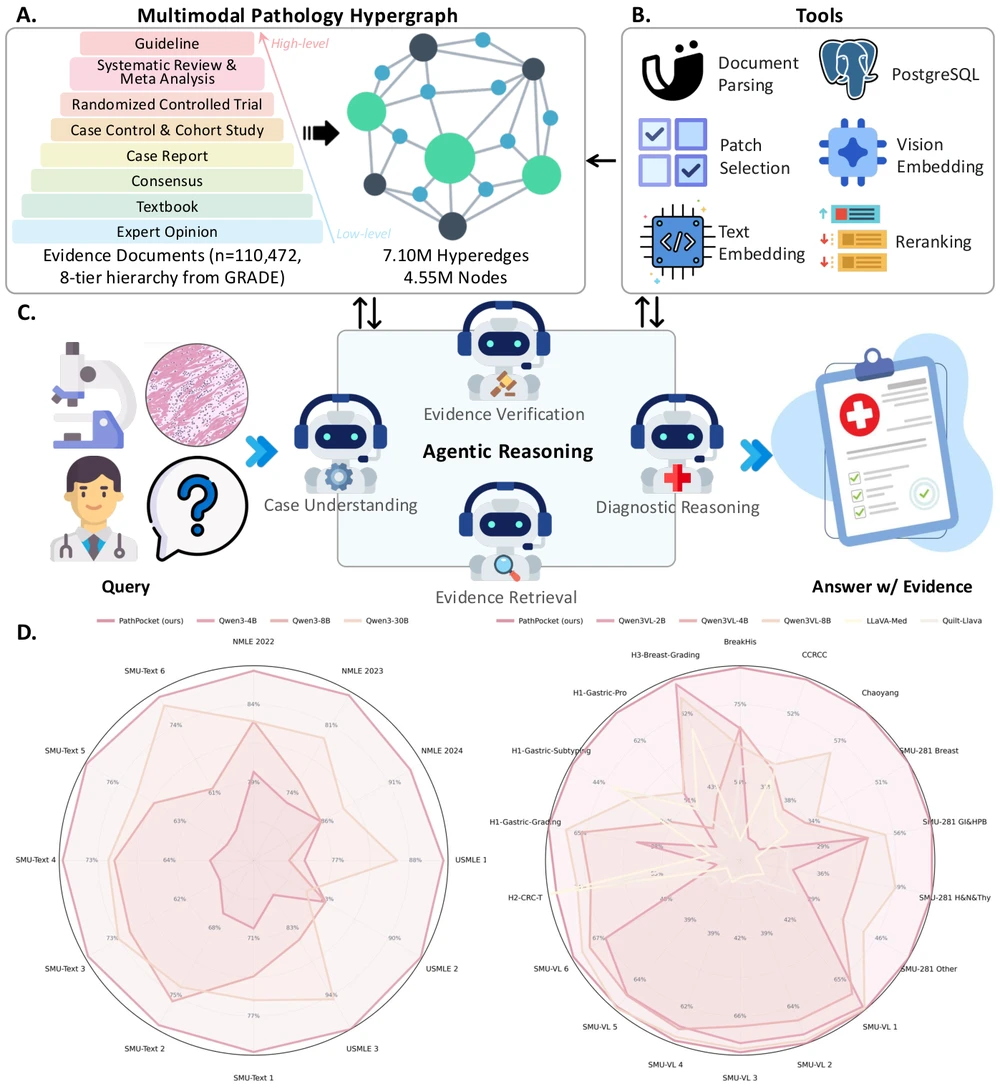 A.
Multimodal Pathology Hypergraph
Guideline
High-level
Systematic Review &
Meta Analysis
Randomized Controlled Trial
Case Control & Cohort Study
Case Report
Consensus
Textbook
Expert Opinion
Low-level
Evidence Documents (n=110,472,
8-tier hierarchy from GRADE)
7.10M Hyperedges
4.55M Nodes
B.
Tools
Document
Parsing
PostgreSQL
Patch
Selection
Vision
Embedding
Text
Embedding
Reranking
C.
Query
Evidence Verification
Agentic Reasoning
Case Understanding
Diagnostic Reasoning
Evidence Retrieval
Answer w/ Evidence
D.
PathPocket (ours) Qwen3-4B Qwen3-8B Qwen3-30B
NMLE 2022
NMLE 2023
NMLE 2024
USMLE 1
USMLE 2
USMLE 3
SMU-Text 1
SMU-Text 2
SMU-Text 3
SMU-Text 4
SMU-Text 5
SMU-Text 6
84%
81%
91%
88%
90%
94%
77%
75%
73%
73%
76%
74%
74%
86%
77%
83%
71%
68%
62%
64%
63%
61%
PathPocket (ours) Qwen3VL-2B Qwen3VL-4B Qwen3VL-8B LLaVA-Med Quilt-Llava
BreakHis
CCRCC
Chaoyang
SMU-281 Breast
SMU-281 GI&HPB
SMU-281 H&N&Thy
SMU-281 Other
SMU-VL 1
SMU-VL 2
SMU-VL 3
SMU-VL 4
SMU-VL 5
SMU-VL 6
H2-CRC-T
H1-Gastric-Grading
H1-Gastric-Subtyping
H1-Gastric-Pro
H3-Breast-Grading
75%
52%
57%
51%
56%
46%
65%
64%
66%
62%
64%
67%
65%
44%
62%
38%
34%
29%
36%
42%
39%
42%
39%
39%